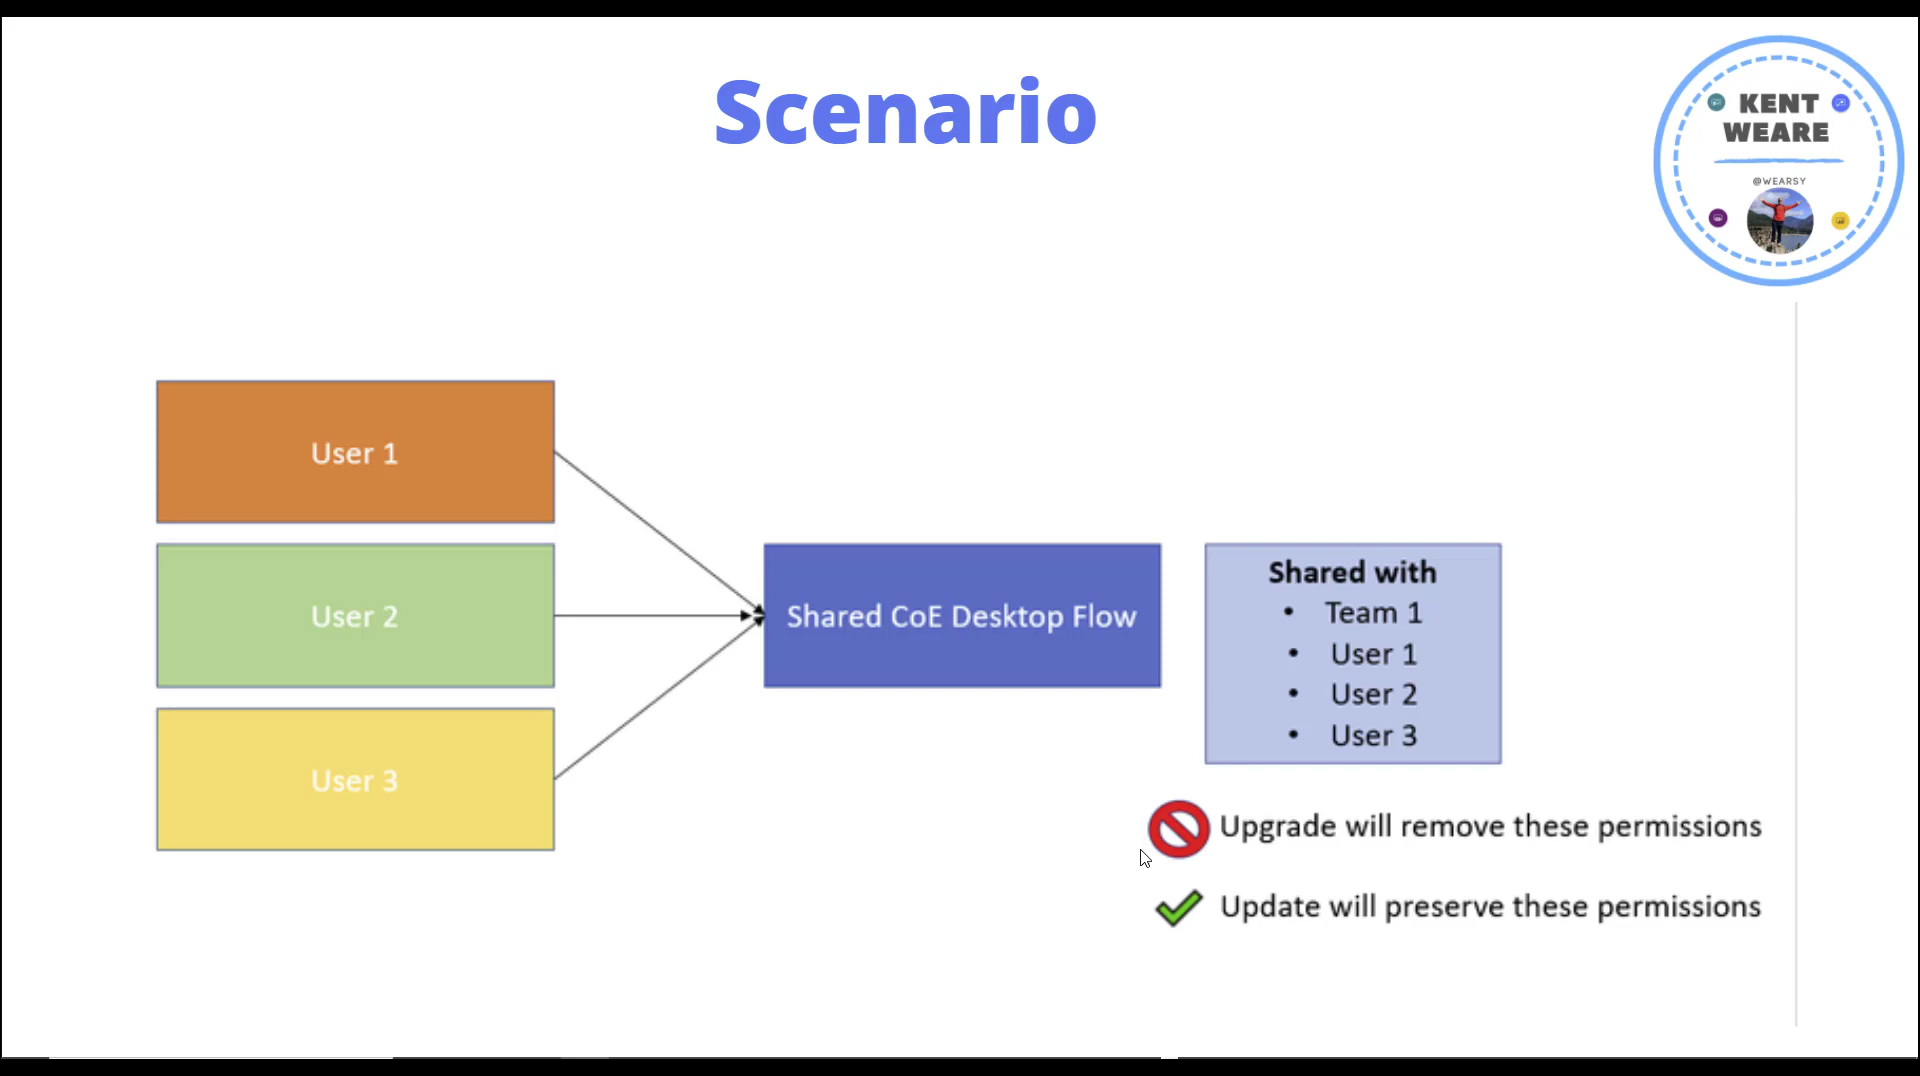 Scenario
KENT
WEARE
@WEARSY
User 1
User 2
User 3
Shared CoE Desktop Flow
Shared with
• Team 1
• User 1
• User 2
• User 3
Upgrade will remove these permissions
Update will preserve these permissions